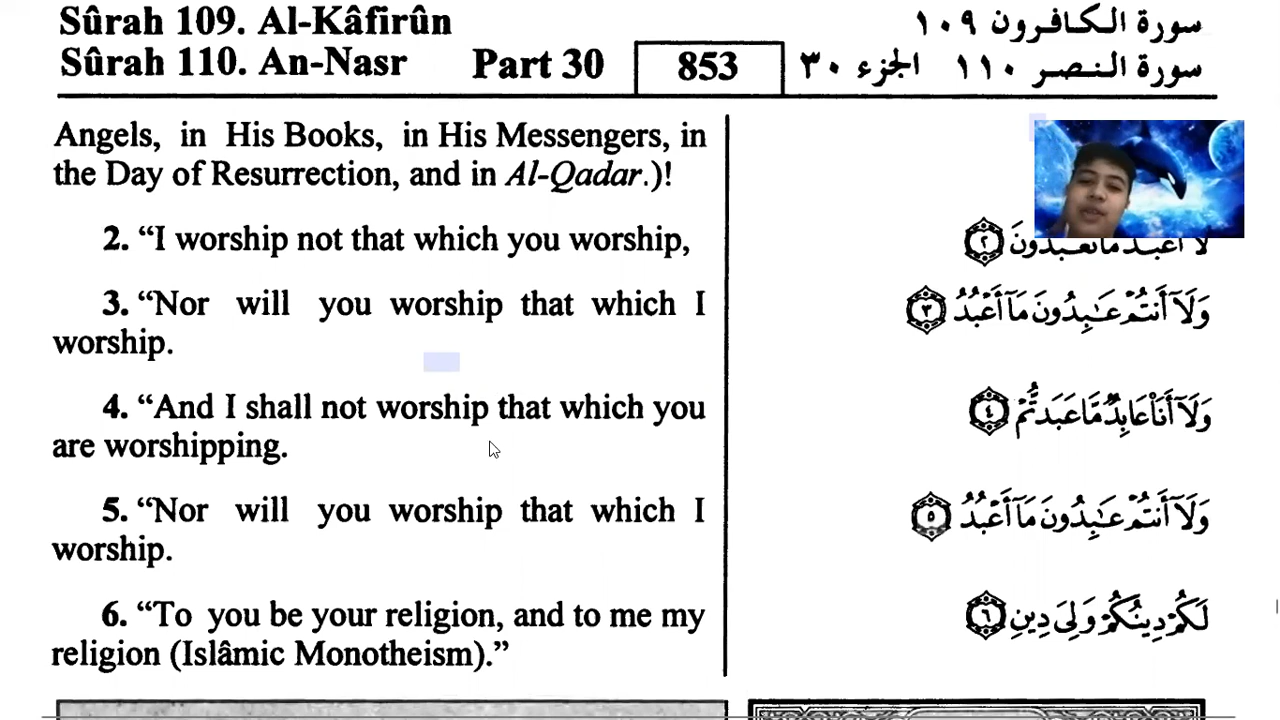 Sûrah 109. Al-Kâfirûn
سورة الكافرون ١٠٩
Sûrah 110. An-Nasr Part 30 853 الجزء ٣٠ سورة النصر ١١٠
Angels, in His Books, in His Messengers, in
the Day of Resurrection, and in Al-Qadar.)!
2. “I worship not that which you worship,
3. “Nor will you worship that which I
worship.
4. “And I shall not worship that which you
are worshipping.
5. “Nor will you worship that which I
worship.
6. “To you be your religion, and to me my
religion (Islâmic Monotheism).”
لَآ أَعْبُدُ مَا تَعْبُدُونَ ٢
وَلَآ أَنتُمْ عَـٰبِدُونَ مَآ أَعْبُدُ ٣
وَلَآ أَنَا۠ عَابِدٌ مَّا عَبَدتُّمْ ٤
وَلَآ أَنتُمْ عَـٰبِدُونَ مَآ أَعْبُدُ ٥
لَكُمْ دِينُكُمْ وَلِىَ دِينِ ٦